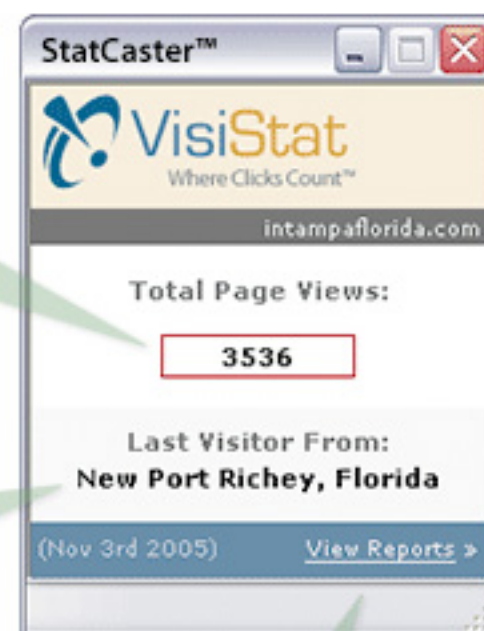 StatCaster™
VisiStat
Where Clicks Count™
intampaflorida.com
Total Page Views:
3536
Last Visitor From:
New Port Richey, Florida
(Nov 3rd 2005) View Reports »